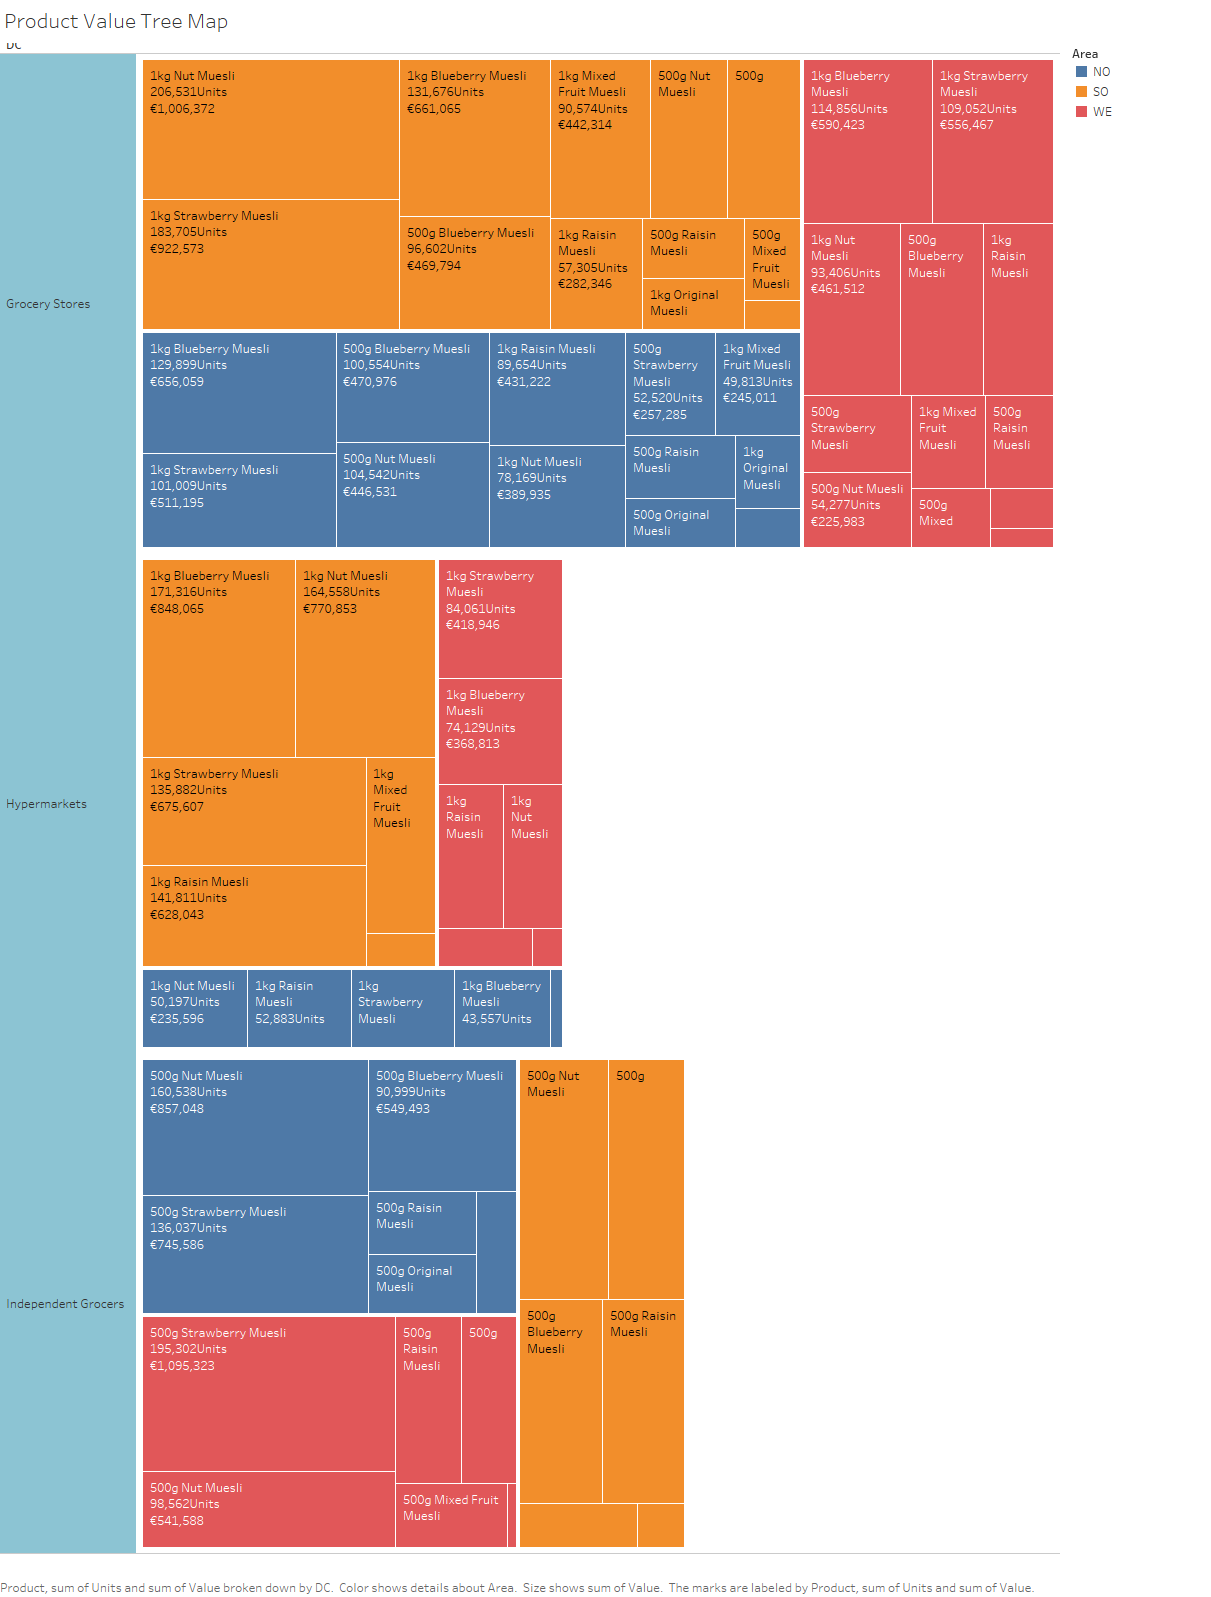 Product Value Tree Map
DC
Area
NO
SO
WE
Grocery Stores
1kg Nut Muesli
206,531Units
€1,006,372
1kg Strawberry Muesli
183,705Units
€922,573
1kg Blueberry Muesli
131,676Units
€661,065
500g Blueberry Muesli
96,602Units
€469,794
1kg Mixed
Fruit Muesli
90,574Units
€442,314
500g Nut
Muesli
500g
1kg Raisin
Muesli
57,305Units
€282,346
500g Raisin
Muesli
1kg Original
Muesli
500g
Mixed
Fruit
Muesli
1kg Blueberry
Muesli
114,856Units
€590,423
1kg Strawberry
Muesli
109,052Units
€556,467
1kg Nut
Muesli
93,406Units
€461,512
500g
Blueberry
Muesli
1kg
Raisin
Muesli
500g
Strawberry
Muesli
1kg Mixed
Fruit
Muesli
500g
Raisin
Muesli
500g Nut Muesli
54,277Units
€225,983
500g
Mixed
1kg Blueberry Muesli
129,899Units
€656,059
1kg Strawberry Muesli
101,009Units
€511,195
500g Blueberry Muesli
100,554Units
€470,976
500g Nut Muesli
104,542Units
€446,531
1kg Raisin Muesli
89,654Units
€431,222
1kg Nut Muesli
78,169Units
€389,935
500g
Strawberry
Muesli
52,520Units
€257,285
1kg Mixed
Fruit Muesli
49,813Units
€245,011
500g Raisin
Muesli
500g Original
Muesli
1kg
Original
Muesli
Hypermarkets
1kg Blueberry Muesli
171,316Units
€848,065
1kg Nut Muesli
164,558Units
€770,853
1kg Strawberry Muesli
135,882Units
€675,607
1kg Raisin Muesli
141,811Units
€628,043
1kg
Mixed
Fruit
Muesli
1kg Strawberry
Muesli
84,061Units
€418,946
1kg Blueberry
Muesli
74,129Units
€368,813
1kg
Raisin
Muesli
1kg
Nut
Muesli
1kg Nut Muesli
50,197Units
€235,596
1kg Raisin
Muesli
52,883Units
1kg
Strawberry
Muesli
1kg Blueberry
Muesli
43,557Units
Independent Grocers
500g Nut Muesli
160,538Units
€857,048
500g Strawberry Muesli
136,037Units
€745,586
500g Blueberry Muesli
90,999Units
€549,493
500g Raisin
Muesli
500g Original
Muesli
500g Strawberry Muesli
195,302Units
€1,095,323
500g Nut Muesli
98,562Units
€541,588
500g
Raisin
Muesli
500g
500g Mixed Fruit
Muesli
500g Nut
Muesli
500g
500g
Blueberry
Muesli
500g Raisin
Muesli
Product, sum of Units and sum of Value broken down by DC.  Color shows details about Area.  Size shows sum of Value.  The marks are labeled by Product, sum of Units and sum of Value.